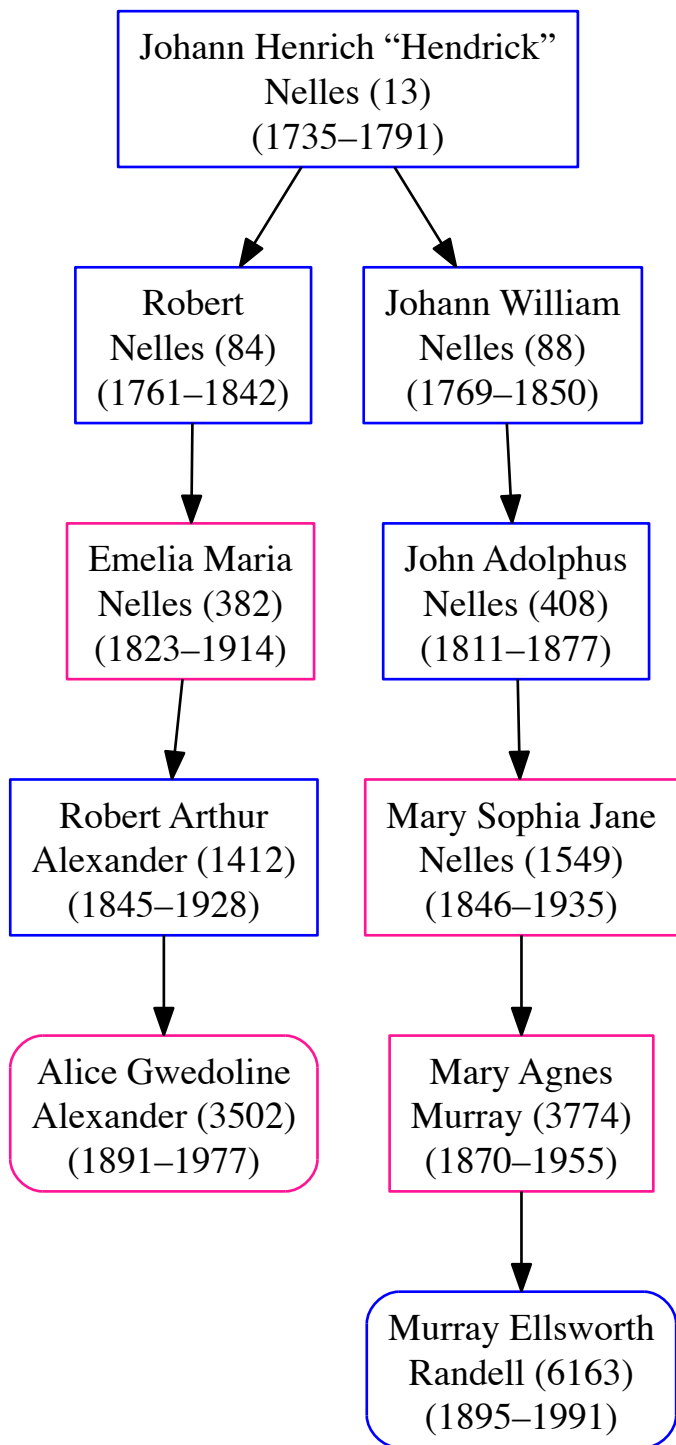 Johann Henrich “Hendrick”
Nelles (13)
(1735–1791)
Robert
Nelles (84)
(1761–1842)
Johann William
Nelles (88)
(1769–1850)
Emelia Maria
Nelles (382)
(1823–1914)
John Adolphus
Nelles (408)
(1811–1877)
Robert Arthur
Alexander (1412)
(1845–1928)
Mary Sophia Jane
Nelles (1549)
(1846–1935)
Alice Gwedoline
Alexander (3502)
(1891–1977)
Mary Agnes
Murray (3774)
(1870–1955)
Murray Ellsworth
Randell (6163)
(1895–1991)